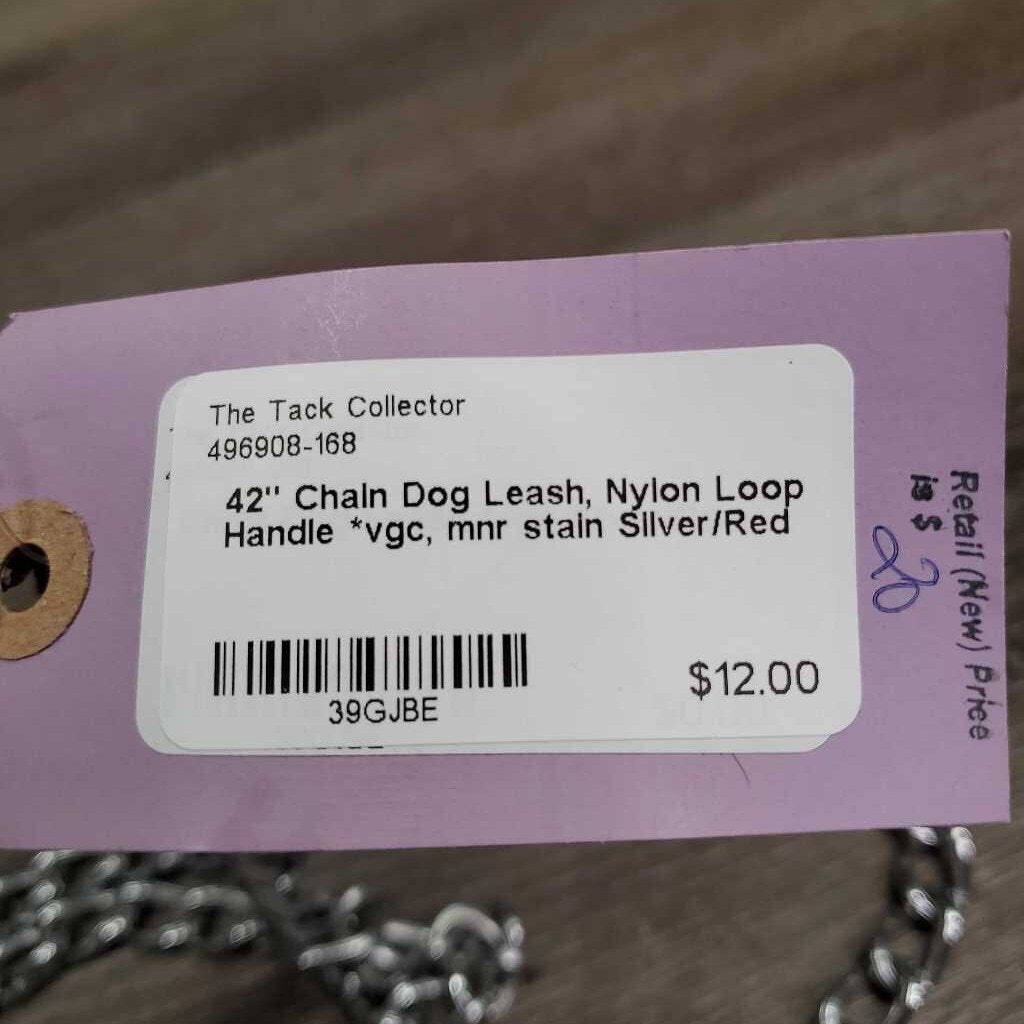 The Tack Collector
496908-168
42" Chain Dog Leash, Nylon Loop
Handle *vgc, mnr stain Silver/Red
39GJBE
$12.00
Retail (New) Price
is $ 20